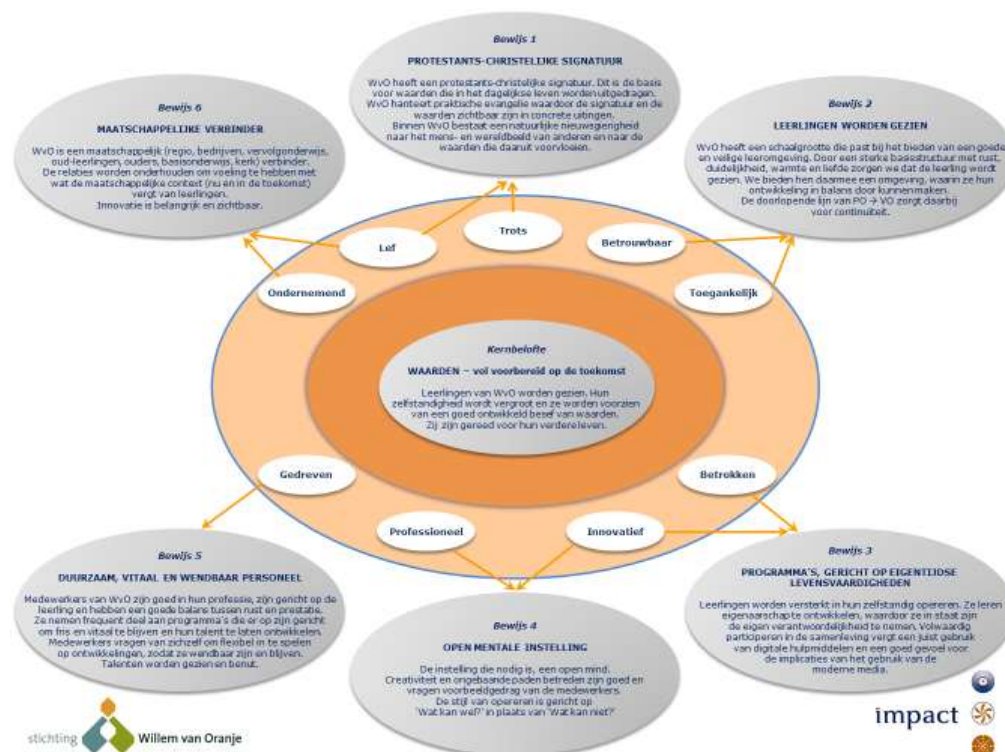 Bewijs 1
PROTESTANTS-CHRISTELIJKE SIGNATUUR
WvO heeft een protestants-christelijke signatuur. Dit is de basis
voor waarden die in het dagelijkse leven worden uitgedragen.
WvO hanteert praktische evangelie waardoor de signatuur en de
waarden zichtbaar zijn in concrete uitingen.
Binnen WvO bestaat een natuurlijke nieuwsgierigheid
naar het mens- en wereldbeeld van anderen en naar de
waarden die daaruit voorvloeien.
Bewijs 6
MAATSCHAPPELIJKE VERBINDER
WvO is een maatschappelijk (regio, bedrijven, vervolgonderwijs,
oud-leerlingen, ouders, basisonderwijs, kerk) verbinder.
De relaties worden onderhouden om voeling te hebben met
wat de maatschappelijke context (nu en in de toekomst)
vergt van leerlingen.
Innovatie is belangrijk en zichtbaar.
Bewijs 2
LEERLINGEN WORDEN GEZIEN
WvO heeft een schaalgrootte die past bij het bieden van een goede
en veilige leeromgeving. Door een sterke basisstructuur met rust,
duidelijkheid, warmte en liefde zorgen we dat de leerling wordt
gezien. We bieden hen daarmee een omgeving, waarin ze hun
ontwikkeling in balans door kunnen maken.
De doorlopende lijn van PO → VO zorgt daarbij
voor continuïteit.
Lef
Trots
Betrouwbaar
Ondernemend
Toegankelijk
Kernbelofte
WAARDEN – vol voorbereid op de toekomst
Leerlingen van WvO worden gezien. Hun
zelfstandigheid wordt vergroot en ze worden voorzien
van een goed ontwikkeld besef van waarden.
Zij zijn gereed voor hun verdere leven.
Gedreven
Betrokken
Professioneel
Innovatief
Bewijs 5
DUURZAAM, VITAAL EN WENDBAAR PERSONEEL
Medewerkers van WvO zijn goed in hun professie, zijn gericht op de
leerling en hebben een goede balans tussen rust en prestatie.
Ze nemen frequent deel aan programma's die er op zijn gericht
om fris en vitaal te blijven en hun talent te laten ontwikkelen.
Medewerkers vragen van zichzelf om flexibel in te spelen
op ontwikkelingen, zodat ze wendbaar zijn en blijven.
Talenten worden gezien en benut.
Bewijs 4
OPEN MENTALE INSTELLING
De instelling die nodig is, een open mind.
Creativiteit en ongebaande paden betreden zijn goed en
vragen voorbeeldgedrag van de medewerkers.
De stijl van opereren is gericht op
'Wat kan wel?' in plaats van 'Wat kan niet?'
Bewijs 3
PROGRAMMA'S, GERICHT OP EIGENTIJDSE
LEVENSVAARDIGHEDEN
Leerlingen worden versterkt in hun zelfstandig opereren. Ze leren
eigenaarschap te ontwikkelen, waardoor ze in staat zijn
de eigen verantwoordelijkheid te nemen. Volwaardig
participeren in de samenleving vergt een juist gebruik
van digitale hulpmiddelen en een goed gevoel voor
de implicaties van het gebruik van de
moderne media.
stichting Willem van Oranje
impact